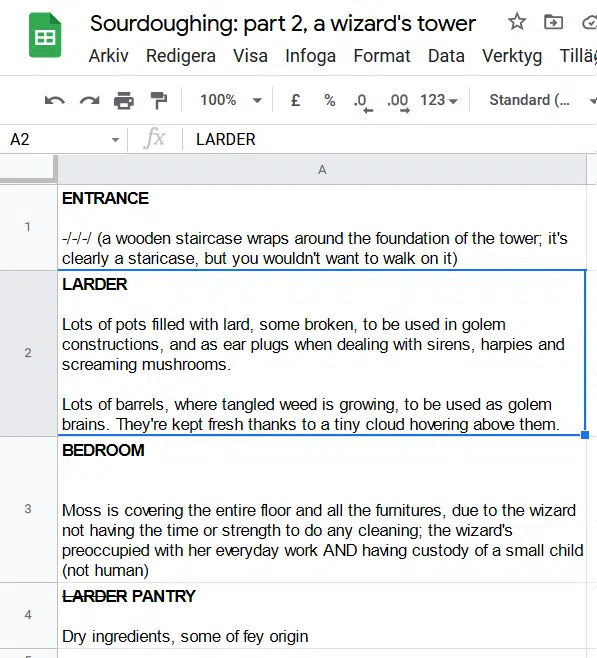 Sourdoughing: part 2, a wizard's tower
Arkiv Redigera Visa Infoga Format Data Verktyg Tillä
100% £ % .0 .00 123 Standard (...
A2 fx LARDER
A
1
ENTRANCE
-/-/-/ (a wooden staircase wraps around the foundation of the tower; it's
clearly a staricase, but you wouldn't want to walk on it)
2
LARDER
Lots of pots filled with lard, some broken, to be used in golem
constructions, and as ear plugs when dealing with sirens, harpies and
screaming mushrooms.
Lots of barrels, where tangled weed is growing, to be used as golem
brains. They're kept fresh thanks to a tiny cloud hovering above them.
3
BEDROOM
Moss is covering the entire floor and all the furnitures, due to the wizard
not having the time or strength to do any cleaning; the wizard's
preoccupied with her everyday work AND having custody of a small child
(not human)
4
LARDER PANTRY
Dry ingredients, some of fey origin